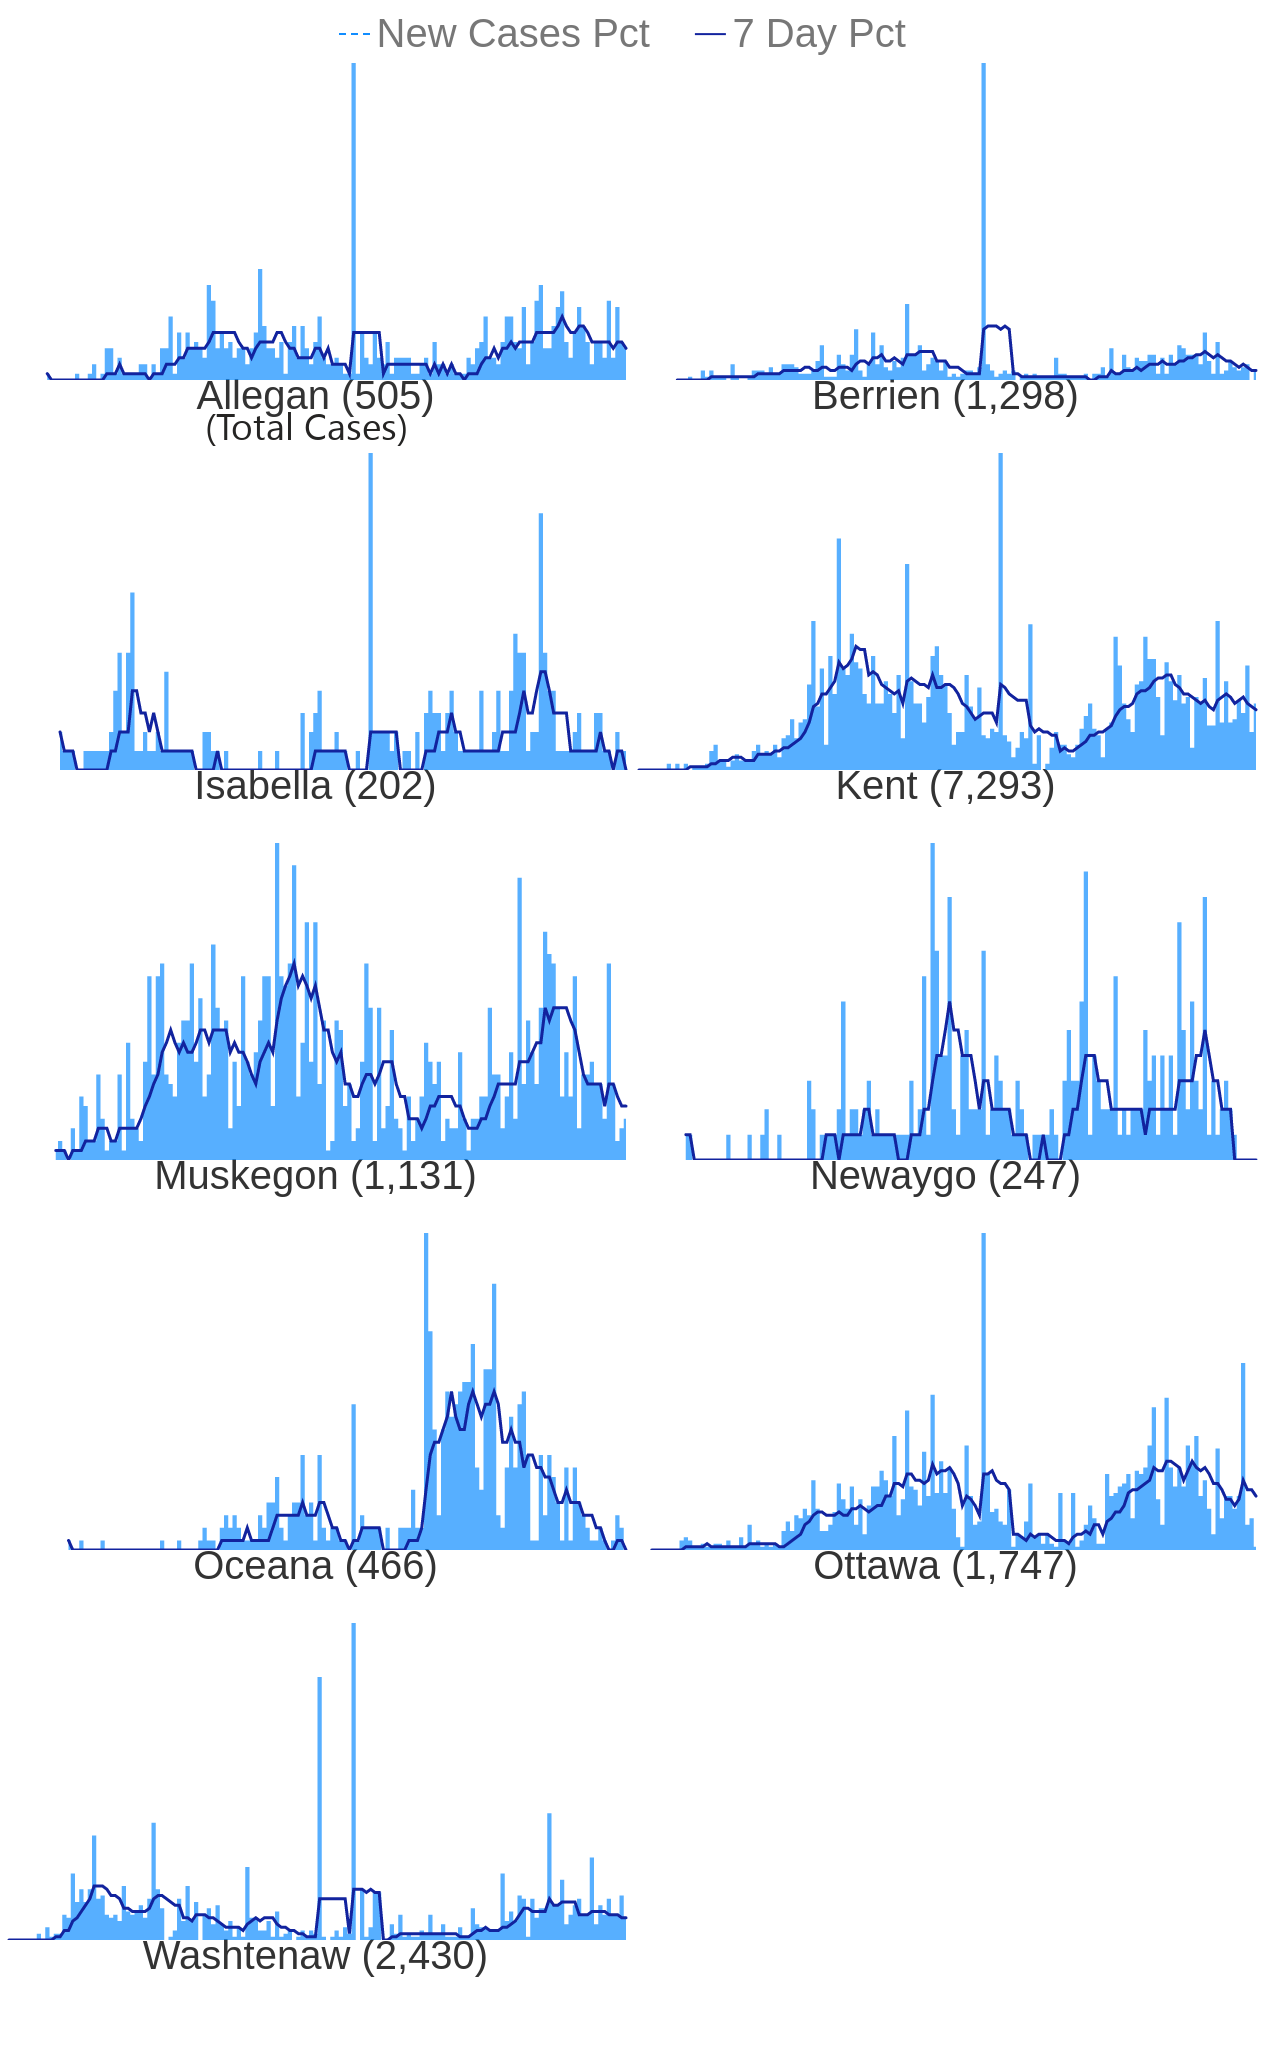 New Cases Pct 7 Day Pct
Allegan (505) Berrien (1,298)
(Total Cases)
Isabella (202) Kent (7,293)
Muskegon (1,131) Newaygo (247)
Oceana (466) Ottawa (1,747)
Washtenaw (2,430)